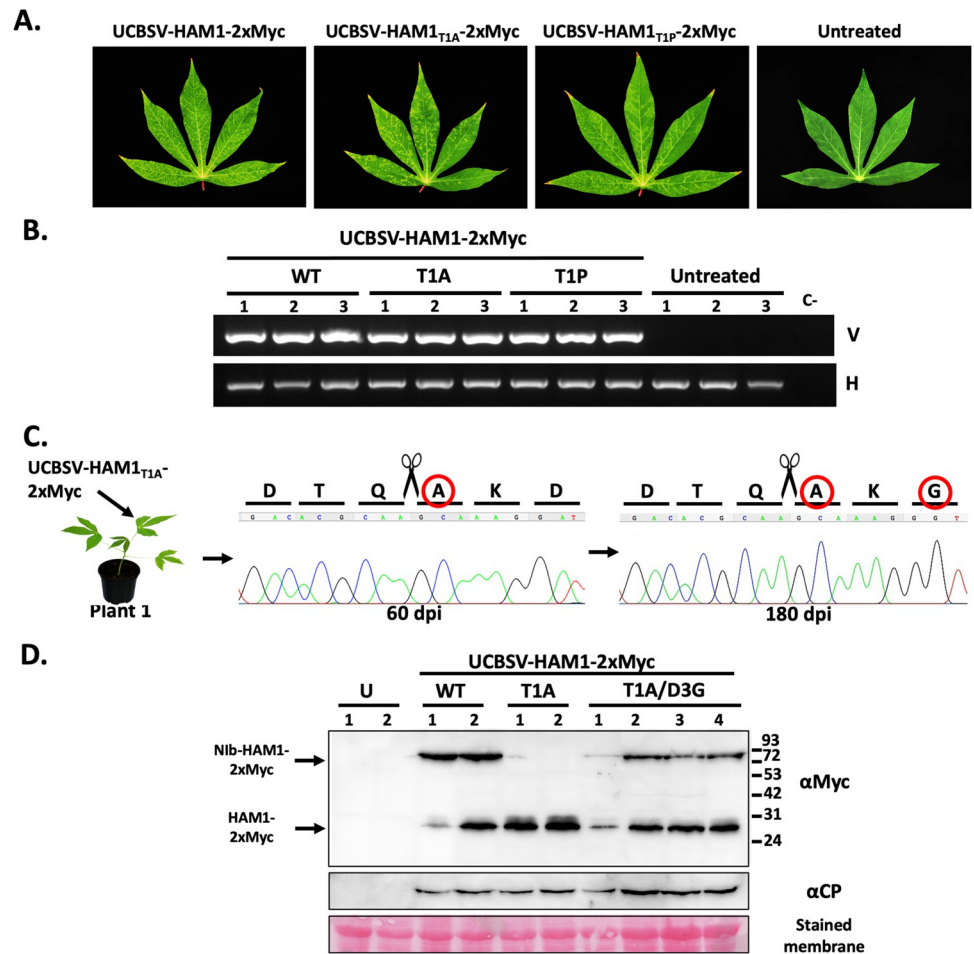 A.
UCBSV-HAM1-2xMyc UCBSV-HAM1T1A-2xMyc UCBSV-HAM1T1P-2xMyc Untreated
B.
UCBSV-HAM1-2xMyc
WT T1A T1P Untreated
1 2 3 1 2 3 1 2 3 1 2 3 C-
V
H
C.
UCBSV-HAM1T1A-
2xMyc
Plant 1
D T Q A K D
G A C A C G C A A G C A A A G G A T
60 dpi
D T Q A K G
G A C A C G C A A G C A A A G G G T
180 dpi
D.
UCBSV-HAM1-2xMyc
U WT T1A T1A/D3G
1 2 1 2 1 2 1 2 3 4
NIb-HAM1-
2xMyc
HAM1-
2xMyc
93
72
53
42
31
24
αMyc
αCP
Stained
membrane